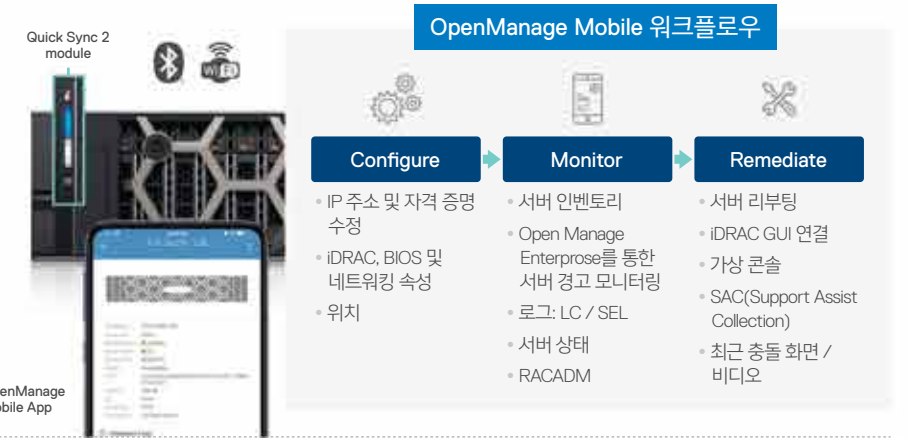 Quick Sync 2
module
WiFi
OpenManage Mobile 워크플로우
Configure
Monitor
Remediate
• IP 주소 및 자격 증명
수정
• iDRAC, BIOS 및
네트워킹 속성
• 위치
• 서버 인벤토리
• Open Manage
Enterprose를 통한
서버 경고 모니터링
• 로그: LC / SEL
• 서버 상태
• RACADM
• 서버 리부팅
• iDRAC GUI 연결
• 가상 콘솔
• SAC(Support Assist
Collection)
• 최근 충돌 화면 /
비디오
enManage
bile App